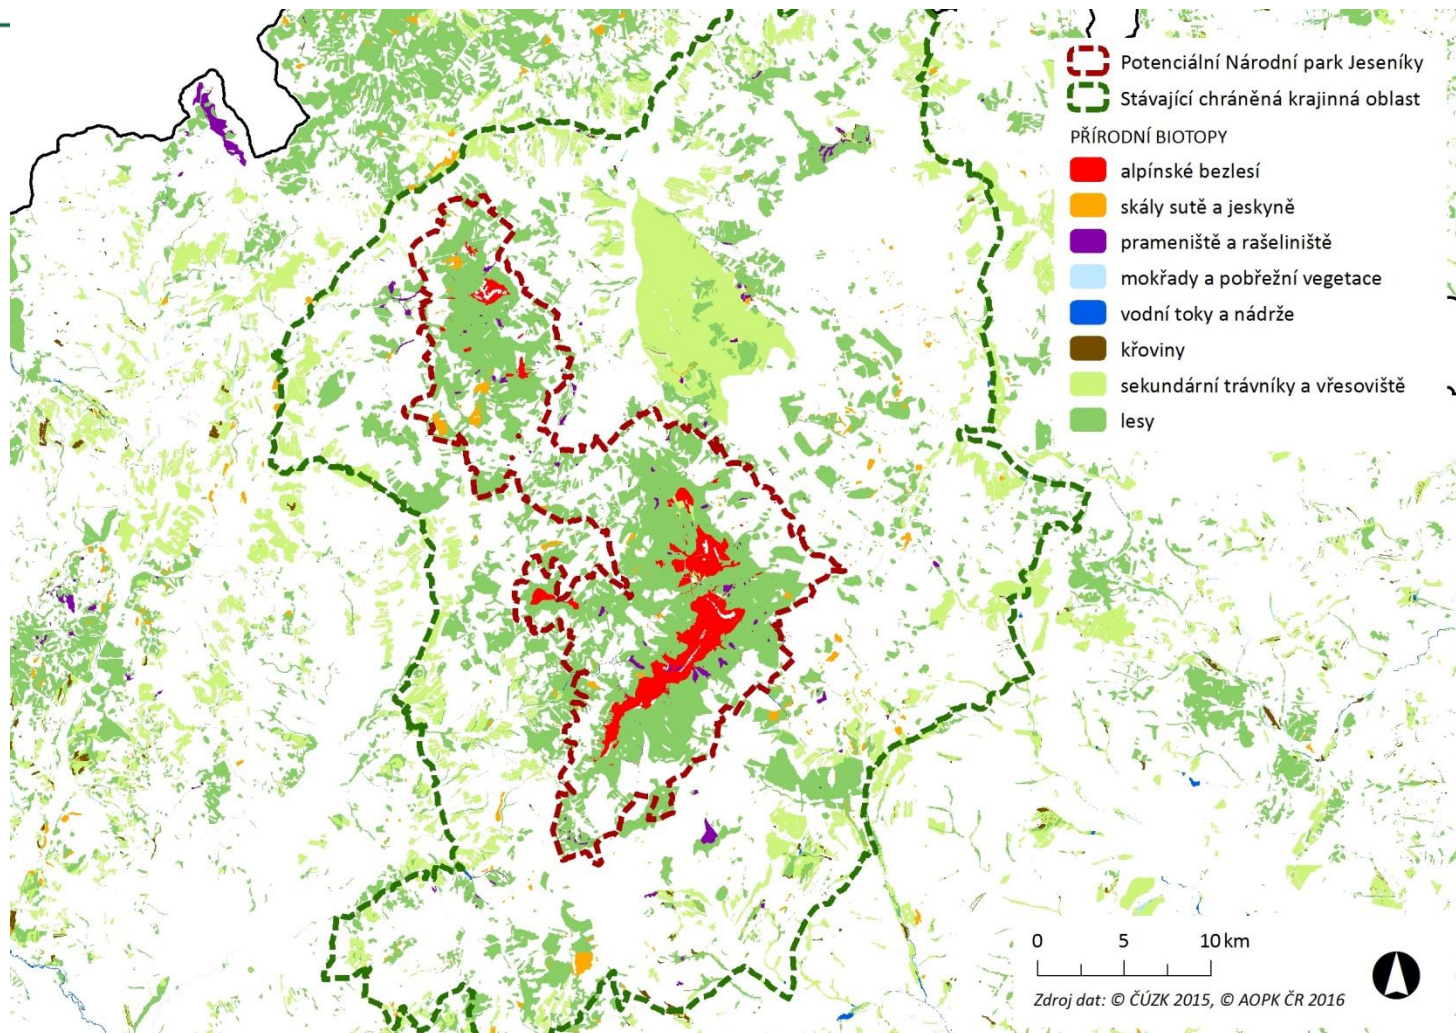 Potenciální Národní park Jeseníky
Stávající chráněná krajinná oblast
PŘÍRODNÍ BIOTOPY
alpínské bezlesí
skály sutě a jeskyně
prameniště a rašeliniště
mokřady a pobřežní vegetace
vodní toky a nádrže
křoviny
sekundární trávníky a vřesoviště
lesy
0 5 10 km
Zdroj dat: © ČÚZK 2015, © AOPK ČR 2016